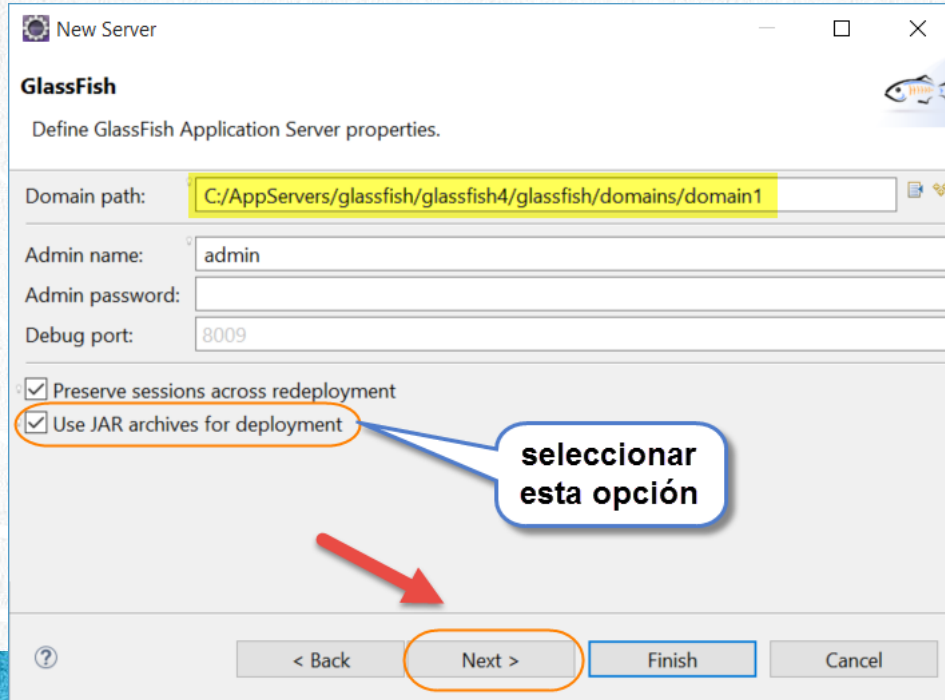 New Server
GlassFish
Define GlassFish Application Server properties.
Domain path: C:/AppServers/glassfish/glassfish4/glassfish/domains/domain1
Admin name: admin
Admin password:
Debug port: 8009
Preserve sessions across redeployment
Use JAR archives for deployment
seleccionar
esta opción
? < Back Next > Finish Cancel